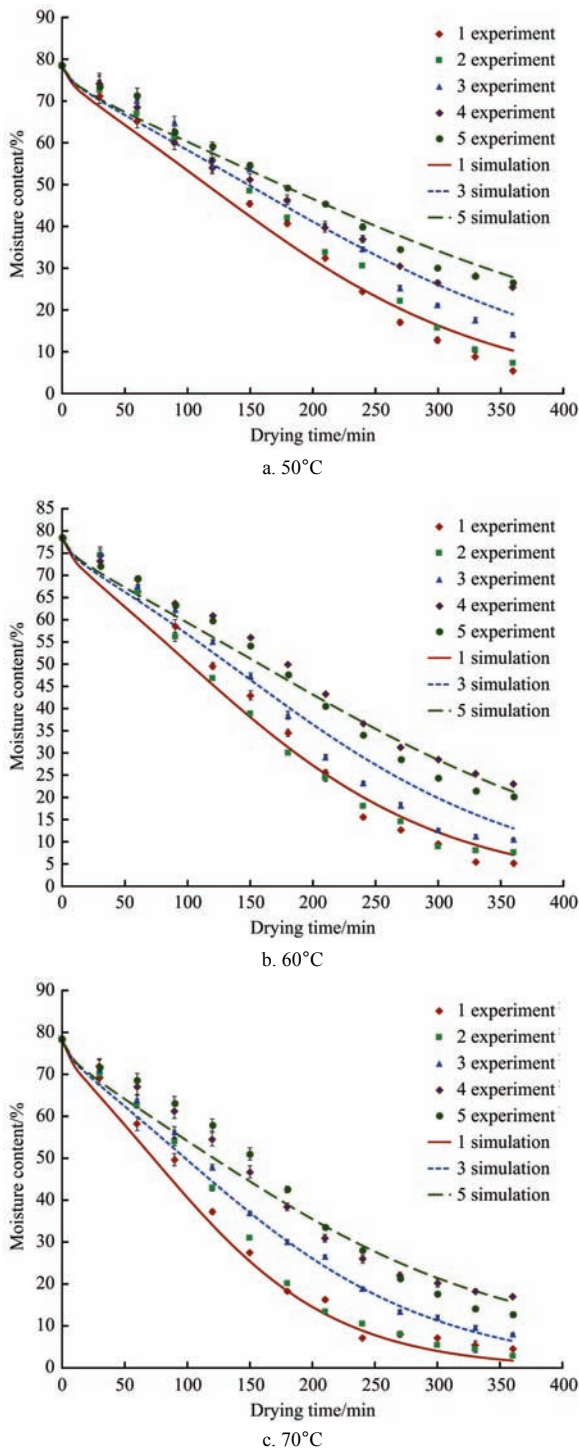 90
80
70
60
50
40
30
20
10
0
Moisture content/%
1 experiment
2 experiment
3 experiment
4 experiment
5 experiment
1 simulation
3 simulation
5 simulation
0 50 100 150 200 250 300 350 400
Drying time/min
a. 50°C
85
80
75
70
65
60
55
50
45
40
35
30
25
20
15
10
5
0
Moisture content/%
1 experiment
2 experiment
3 experiment
4 experiment
5 experiment
1 simulation
3 simulation
5 simulation
0 50 100 150 200 250 300 350 400
Drying time/min
b. 60°C
90
80
70
60
50
40
30
20
10
0
Moisture content/%
1 experiment
2 experiment
3 experiment
4 experiment
5 experiment
1 simulation
3 simulation
5 simulation
0 50 100 150 200 250 300 350 400
Drying time/min
c. 70°C